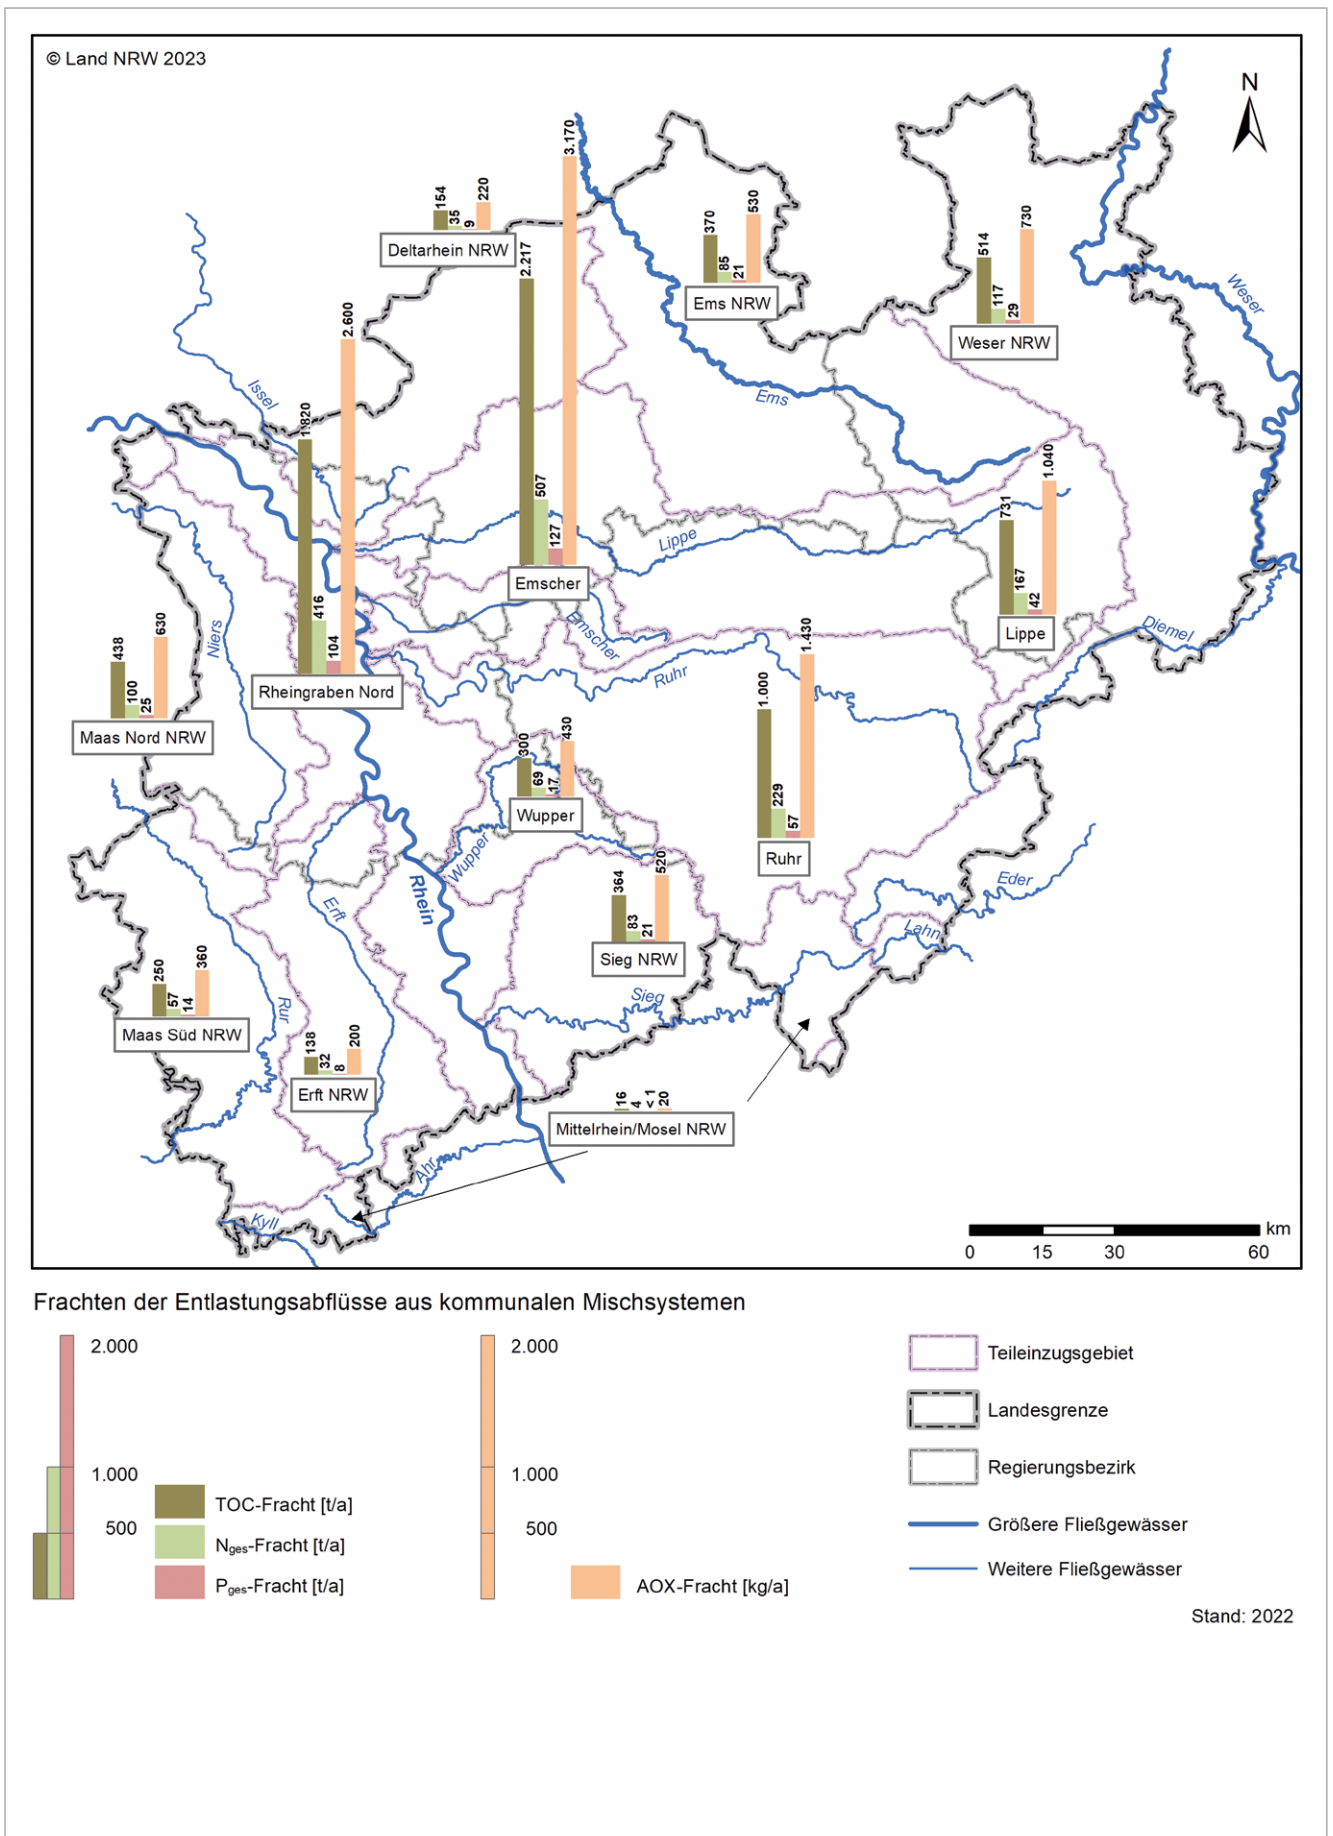 © Land NRW 2023
N
3.170
154
35
9
220
Deltarhein NRW
2.217
507
127
Emscher
370
85
21
530
Ems NRW
514
117
29
730
Weser NRW
Weser
2.600
1.820
416
104
Rheingraben Nord
Issel
Ems
731
167
42
1.040
Lippe
Lippe
Diemel
Emscher
Ruhr
Niers
438
100
25
630
Maas Nord NRW
300
69
17
430
Wupper
Wupper
1.000
229
57
1.430
Ruhr
Rhein
Erft
364
83
21
520
Sieg NRW
Eder
Lahn
Sieg
250
57
14
360
Maas Süd NRW
Rur
138
32
8
200
Erft NRW
16
4
< 1
20
Mittelrhein/Mosel NRW
Ahr
Kyll
km
0 15 30 60
Frachten der Entlastungsabflüsse aus kommunalen Mischsystemen
2.000
1.000
500
TOC-Fracht [t/a]
Nges-Fracht [t/a]
Pges-Fracht [t/a]
2.000
1.000
500
AOX-Fracht [kg/a]
Teileinzugsgebiet
Landesgrenze
Regierungsbezirk
Größere Fließgewässer
Weitere Fließgewässer
Stand: 2022